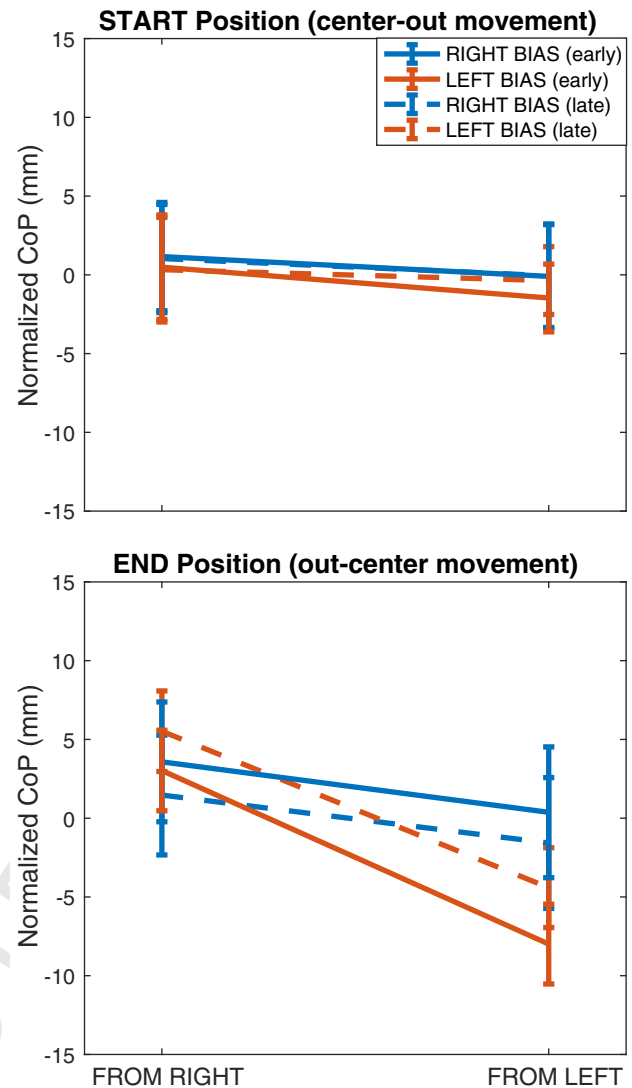 START Position (center-out movement)
15
10
5
0
-5
-10
-15
Normalized CoP (mm)
RIGHT BIAS (early)
LEFT BIAS (early)
RIGHT BIAS (late)
LEFT BIAS (late)
END Position (out-center movement)
15
10
5
0
-5
-10
-15
Normalized CoP (mm)
FROM RIGHT
FROM LEFT